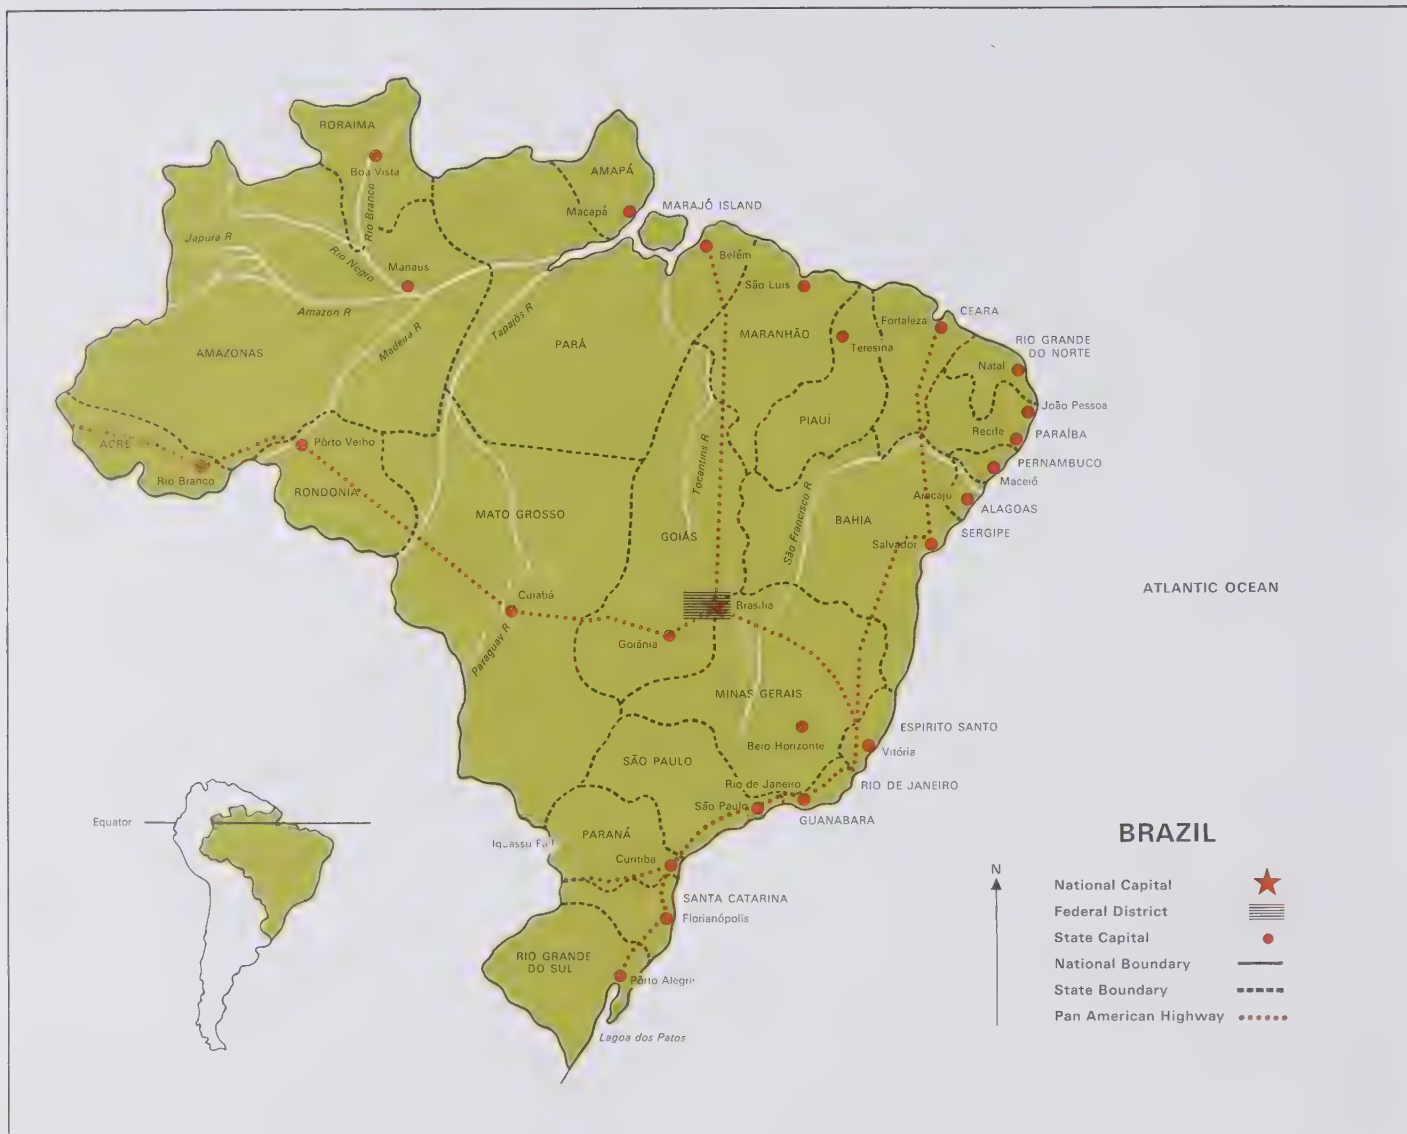 RORAIMA
Boa Vista
Rio Branco
AMAPÁ
Macapá
MARAJÓ ISLAND
Japura R
Rio Negro
Manaus
Belém
São Luis
Amazon R
Madeira R
Tapajós R
AMAZONAS
PARÁ
MARANHÃO
Teresina
Fortaleza
CEARA
RIO GRANDE
DO NORTE
Natal
João Pessoa
PIAUÍ
Recife
PARAÍBA
ACRE
Rio Branco
Pôrto Velho
RONDONIA
MATO GROSSO
Tocantins R
GOIÁS
São Francisco R
BAHIA
PERNAMBUCO
Maceió
Aracaju
ALAGOAS
SERGIPE
Salvador
ATLANTIC OCEAN
Cuiabá
Paraguay R
Goiânia
Brasília
MINAS GERAIS
Belo Horizonte
ESPIRITO SANTO
Vitória
SÃO PAULO
Rio de Janeiro
RIO DE JANEIRO
São Paulo
GUANABARA
PARANÁ
Iquassu Fal
Curitiba
SANTA CATARINA
Florianópolis
RIO GRANDE
DO SUL
Pôrto Alegre
Lagoa dos Patos
Equator
N
BRAZIL
National Capital
Federal District
State Capital
National Boundary
State Boundary
Pan American Highway